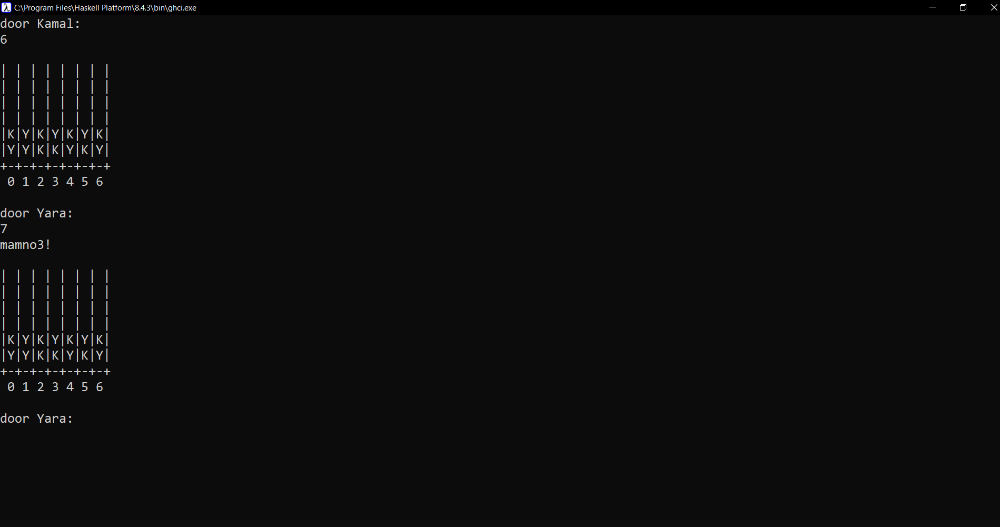 C:\Program Files\Haskell Platform\8.4.3\bin\ghci.exe
door Kamal:
6
| | | | | | | |
| | | | | | | |
| | | | | | | |
| | | | | | | |
|K|Y|K|Y|K|Y|K|
|Y|Y|K|K|Y|K|Y|
+-+-+-+-+-+-+-+
 0 1 2 3 4 5 6
door Yara:
7
mamno3!
| | | | | | | |
| | | | | | | |
| | | | | | | |
| | | | | | | |
|K|Y|K|Y|K|Y|K|
|Y|Y|K|K|Y|K|Y|
+-+-+-+-+-+-+-+
 0 1 2 3 4 5 6
door Yara: